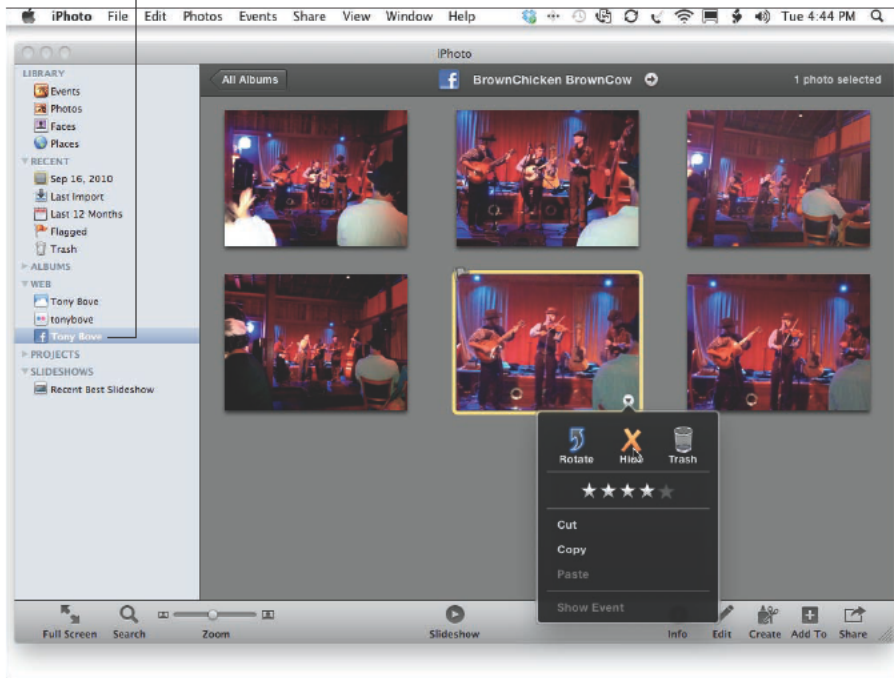 iPhoto File Edit Photos Events Share View Window Help Tue 4:44 PM
iPhoto
LIBRARY
Events
Photos
Faces
Places
RECENT
Sep 16, 2010
Last Import
Last 12 Months
Flagged
Trash
ALBUMS
WEB
Tony Bove
tonybove
Tony Bove
PROJECTS
SLIDESHOWS
Recent Best Slideshow
All Albums BrownChicken BrownCow 1 photo selected
Rotate Hide Trash
Cut
Copy
Paste
Show Event
Full Screen Search Zoom Slideshow Info Edit Create Add To Share